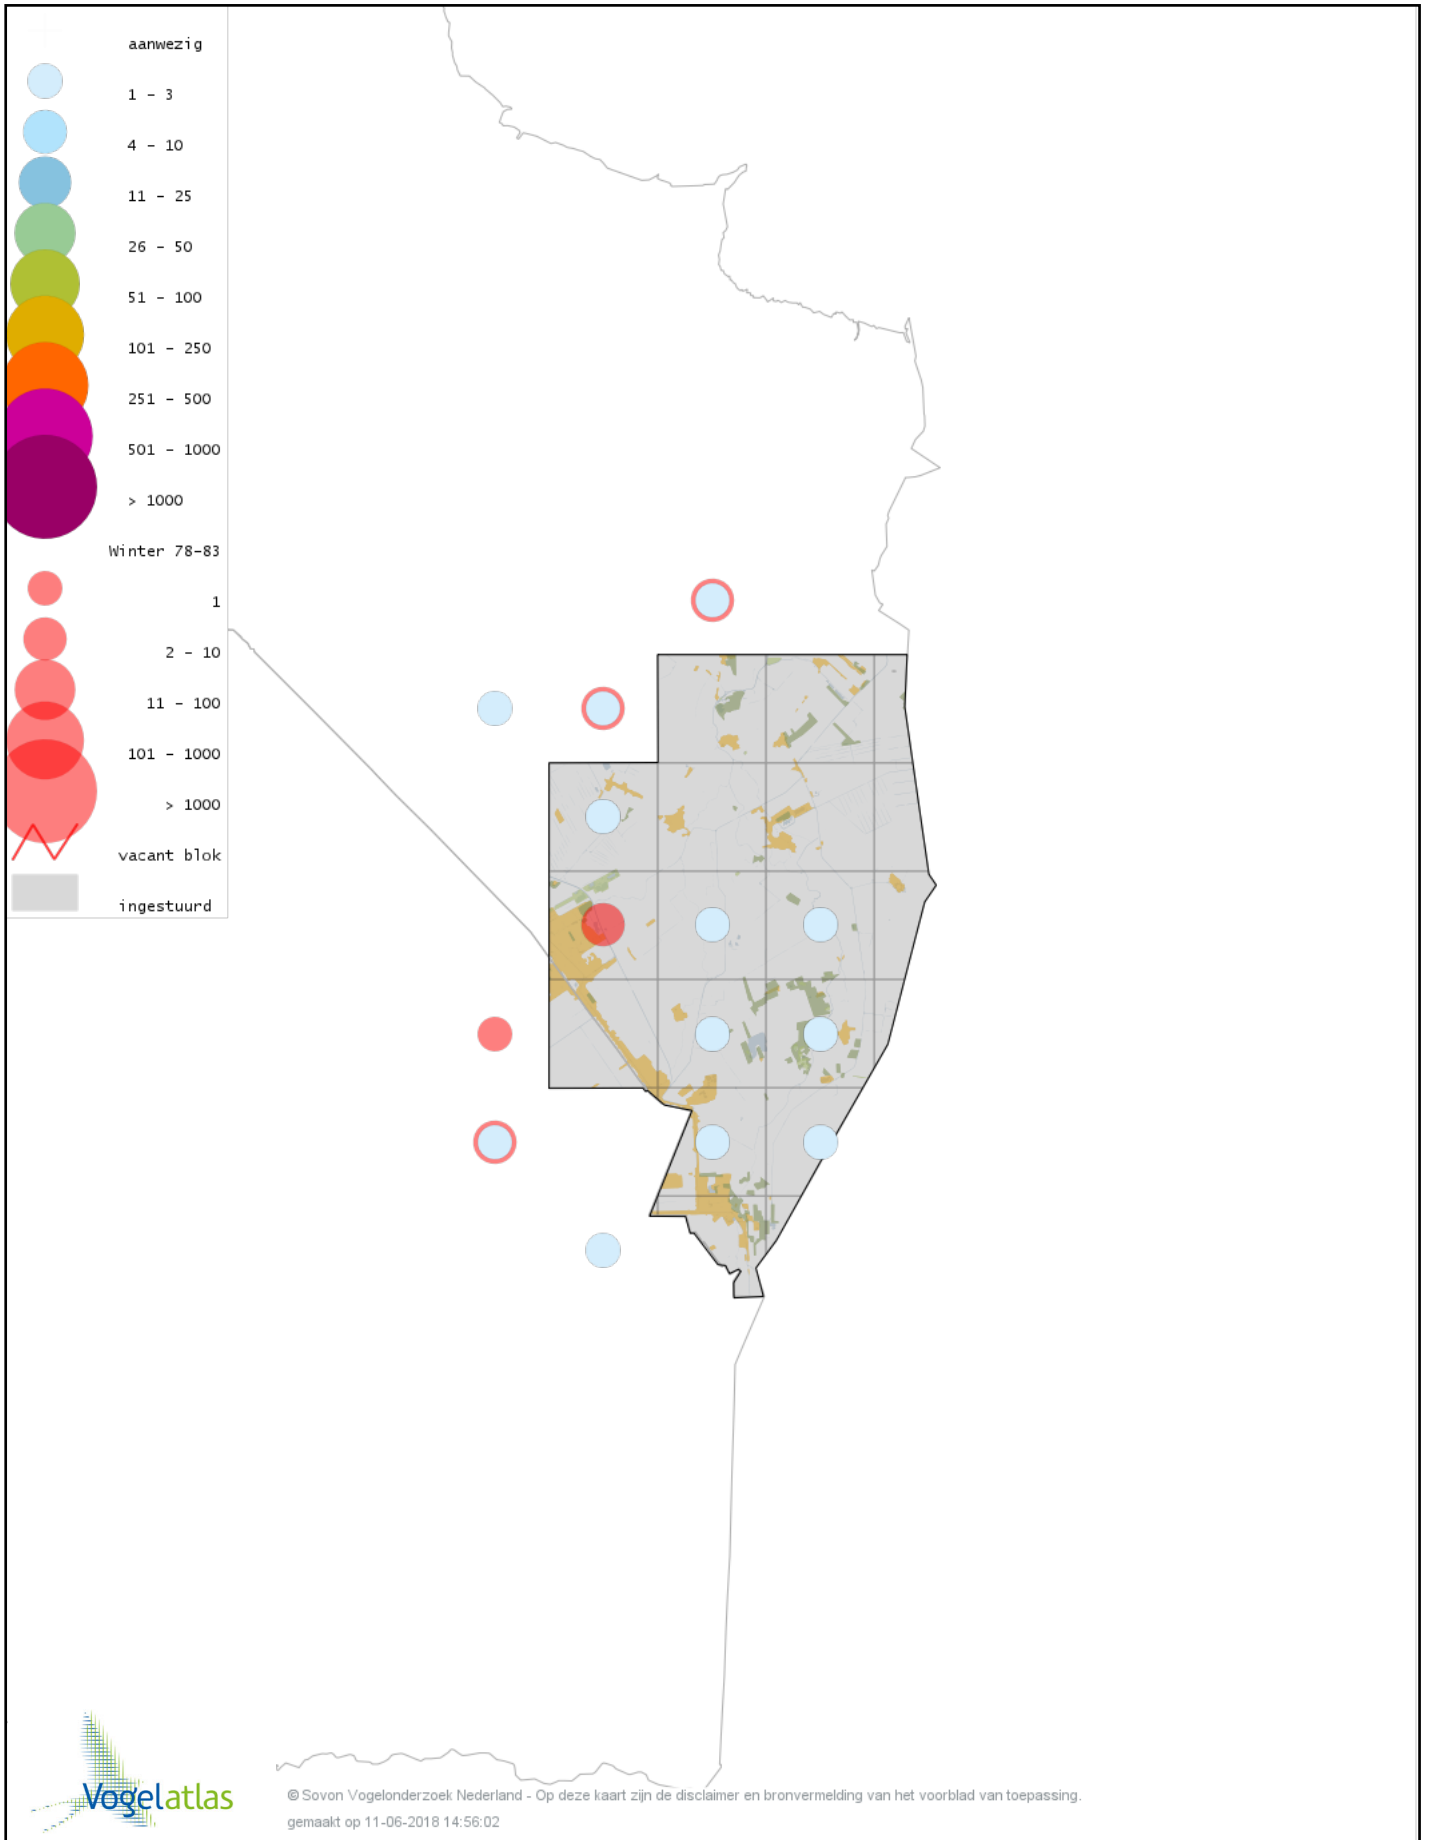 aanwezig
1 - 3
4 - 10
11 - 25
26 - 50
51 - 100
101 - 250
251 - 500
501 - 1000
> 1000
Winter 78-83
1
2 - 10
11 - 100
101 - 1000
> 1000
vacant blok
ingestuurd
Vogelatlas
© Sovon Vogelonderzoek Nederland - Op deze kaart zijn de disclaimer en bronvermelding van het voorblad van toepassing.
gemaakt op 11-06-2018 14:56:02